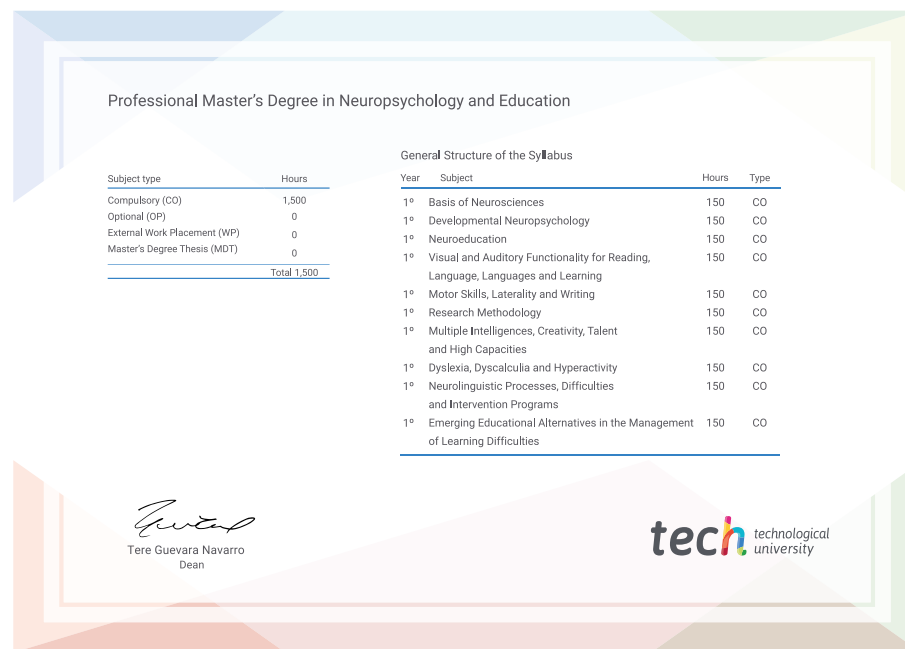 Professional Master's Degree in Neuropsychology and Education
Subject type Hours
Compulsory (CO) 1,500
Optional (OP) 0
External Work Placement (WP) 0
Master's Degree Thesis (MDT) 0
Total 1,500
General Structure of the Syllabus
Year Subject Hours Type
1º Basis of Neurosciences 150 CO
1º Developmental Neuropsychology 150 CO
1º Neuroeducation 150 CO
1º Visual and Auditory Functionality for Reading, 150 CO
Language, Languages and Learning
1º Motor Skills, Laterality and Writing 150 CO
1º Research Methodology 150 CO
1º Multiple Intelligences, Creativity, Talent 150 CO
and High Capacities
1º Dyslexia, Dyscalculia and Hyperactivity 150 CO
1º Neurolinguistic Processes, Difficulties 150 CO
and Intervention Programs
1º Emerging Educational Alternatives in the Management 150 CO
of Learning Difficulties
Tere Guevara Navarro
Dean
tech technological
university